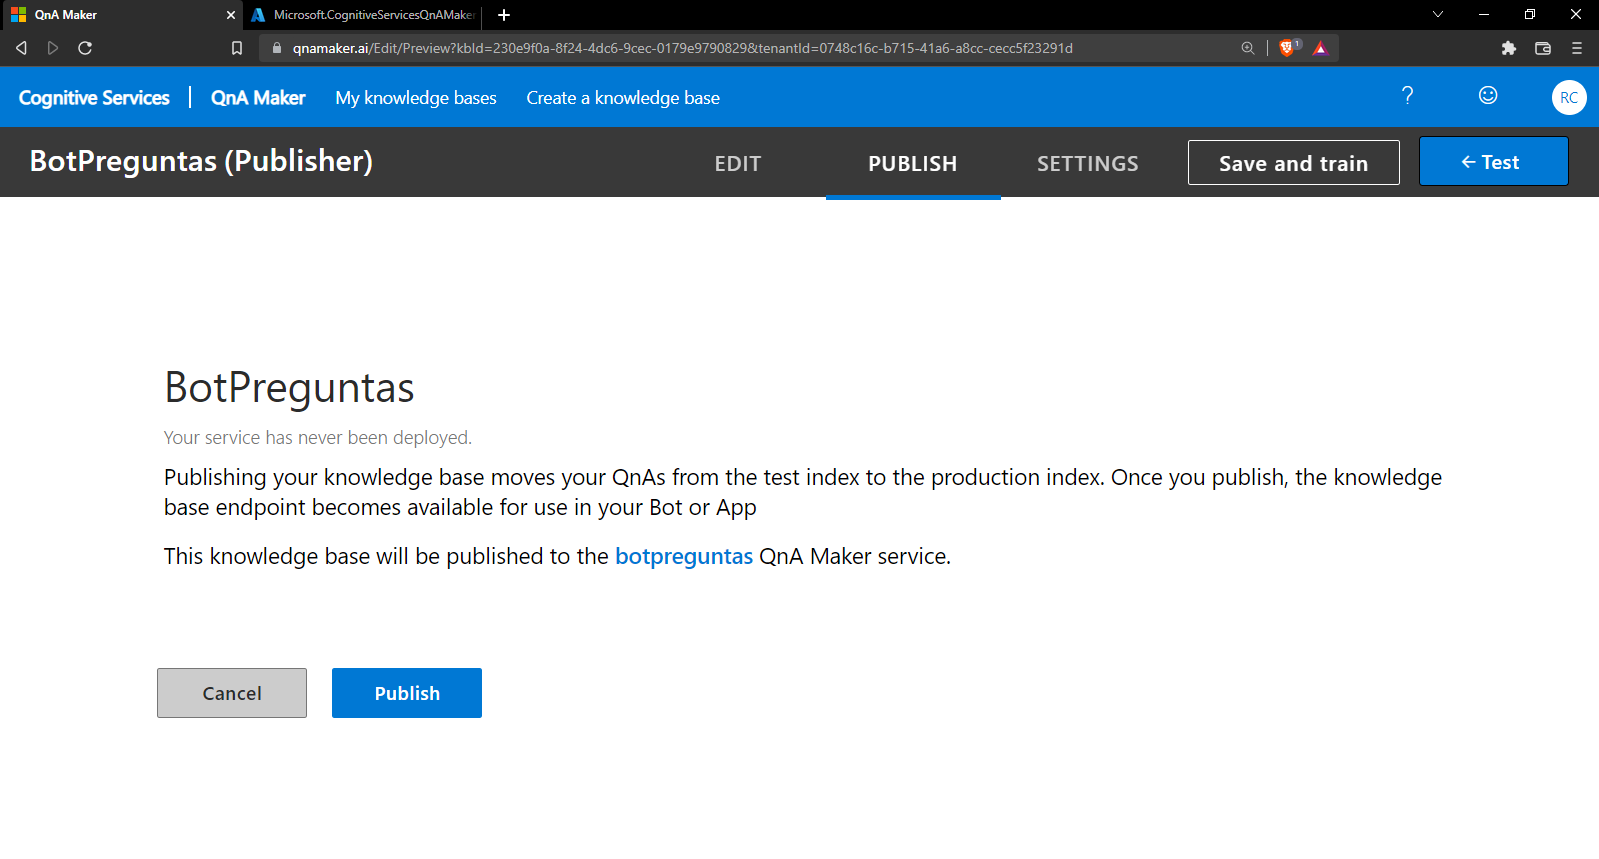 QnA Maker
Microsoft.CognitiveServicesQnAMake
qnamaker.ai/Edit/Preview?kbId=230e9f0a-8f24-4dc6-9cec-0179e9790829&tenantId=0748c16c-b715-41a6-a8cc-cecc5f23291d
1
Cognitive Services
QnA Maker
My knowledge bases
Create a knowledge base
?
RC
BotPreguntas (Publisher)
EDIT
PUBLISH
SETTINGS
Save and train
← Test
BotPreguntas
Your service has never been deployed.
Publishing your knowledge base moves your QnAs from the test index to the production index. Once you publish, the knowledge
base endpoint becomes available for use in your Bot or App
This knowledge base will be published to the botpreguntas QnA Maker service.
Cancel
Publish